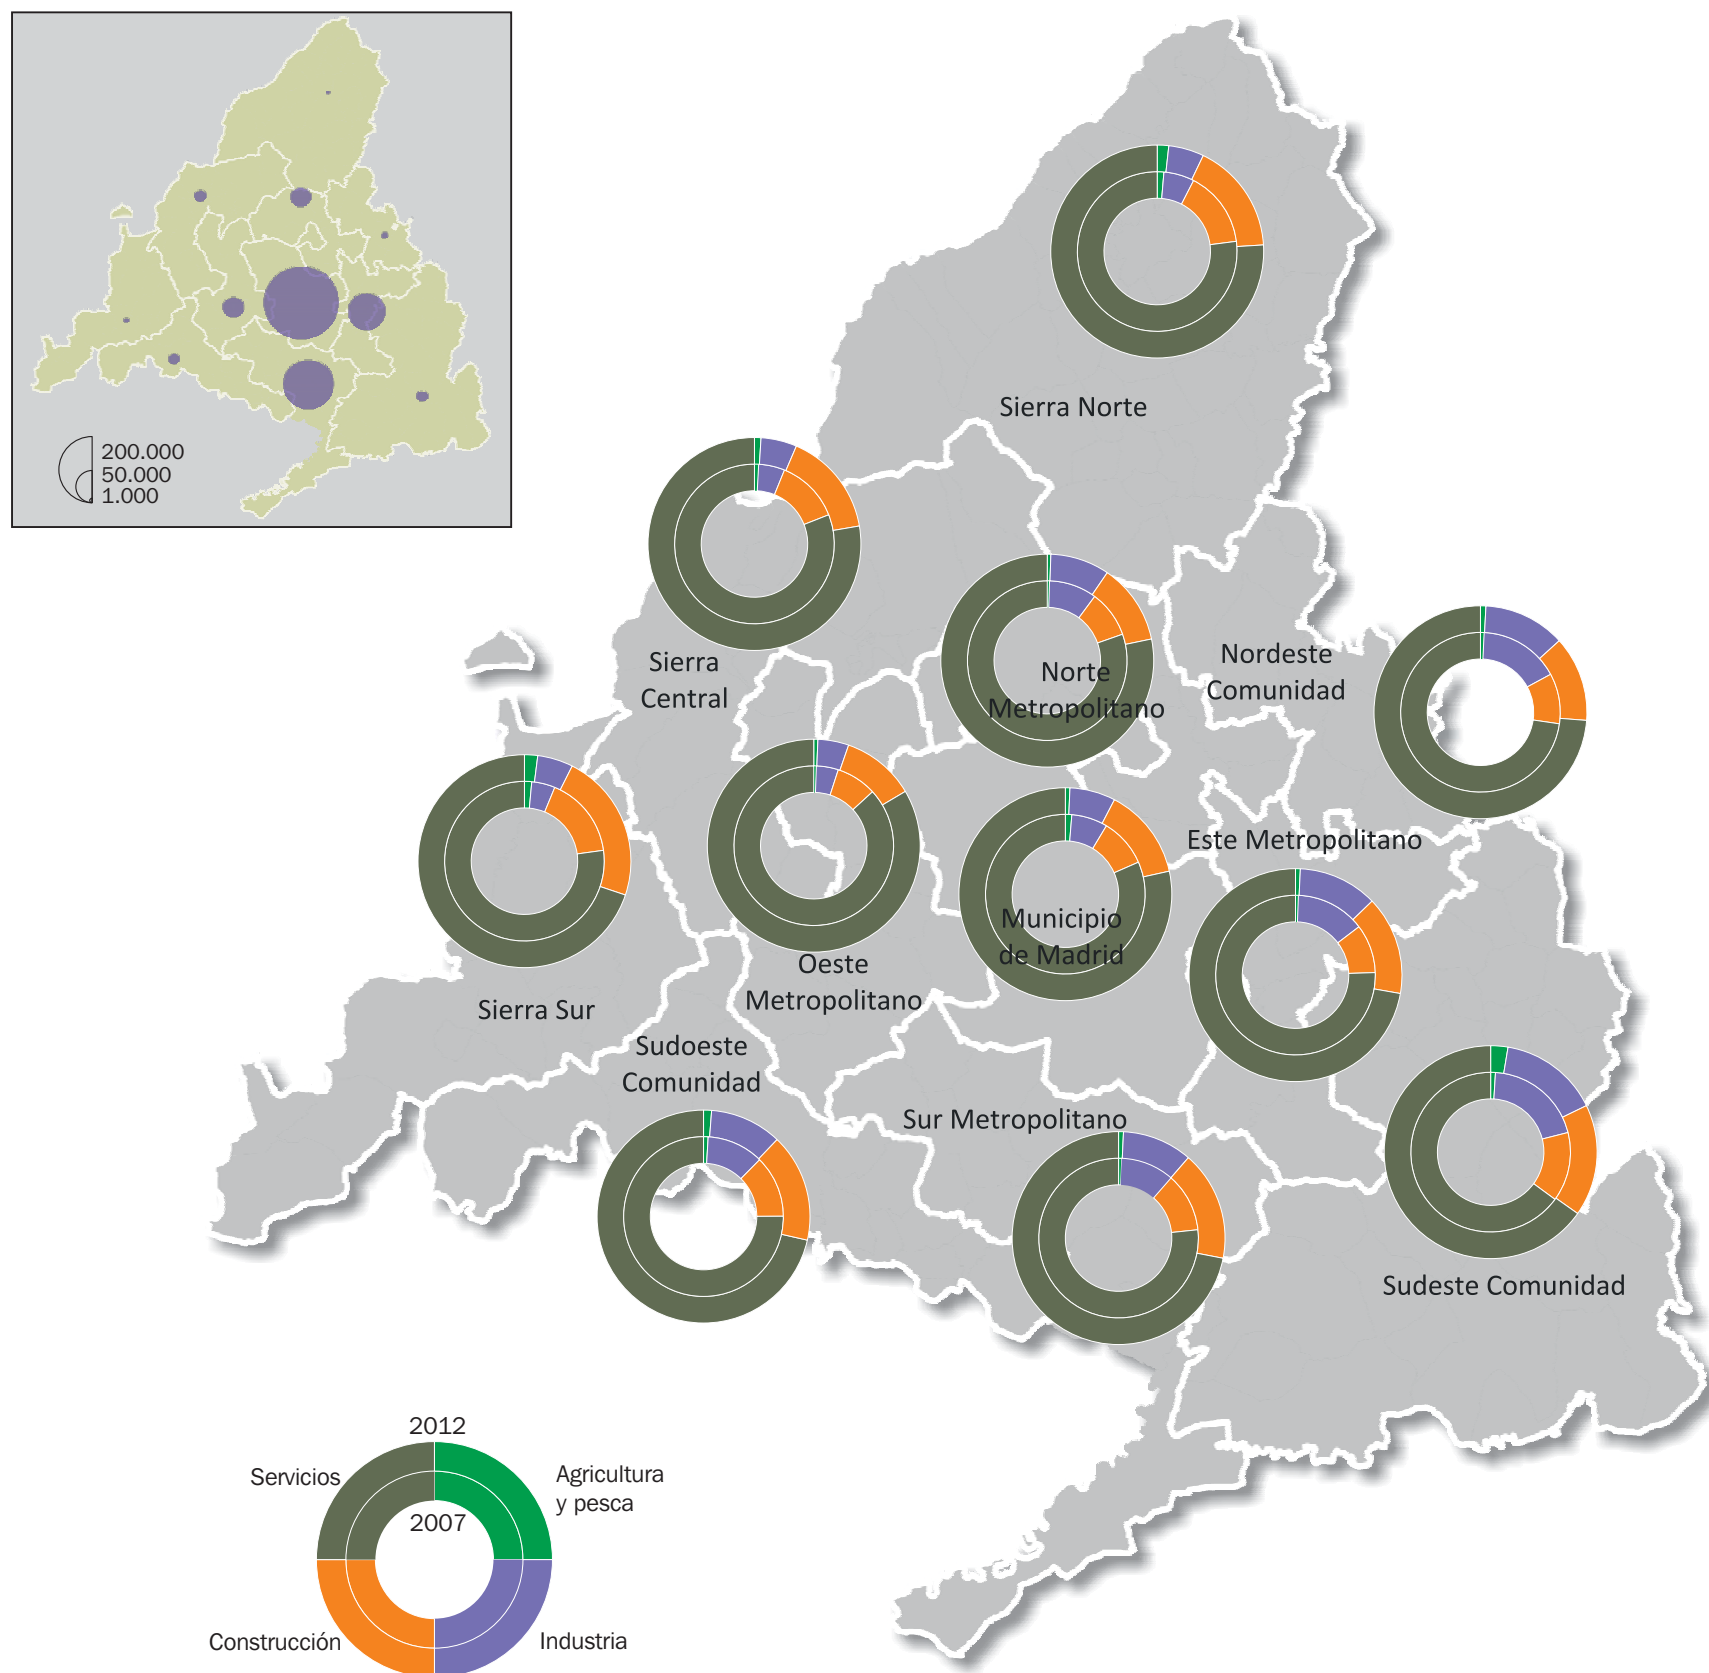 200.000
50.000
1.000
Sierra Norte
Sierra
Central
Norte
Metropolitano
Nordeste
Comunidad
Este Metropolitano
Municipio
de Madrid
Oeste
Metropolitano
Sierra Sur
Sudoeste
Comunidad
Sur Metropolitano
Sudeste Comunidad
2012
Servicios
Agricultura
y pesca
2007
Construcción
Industria